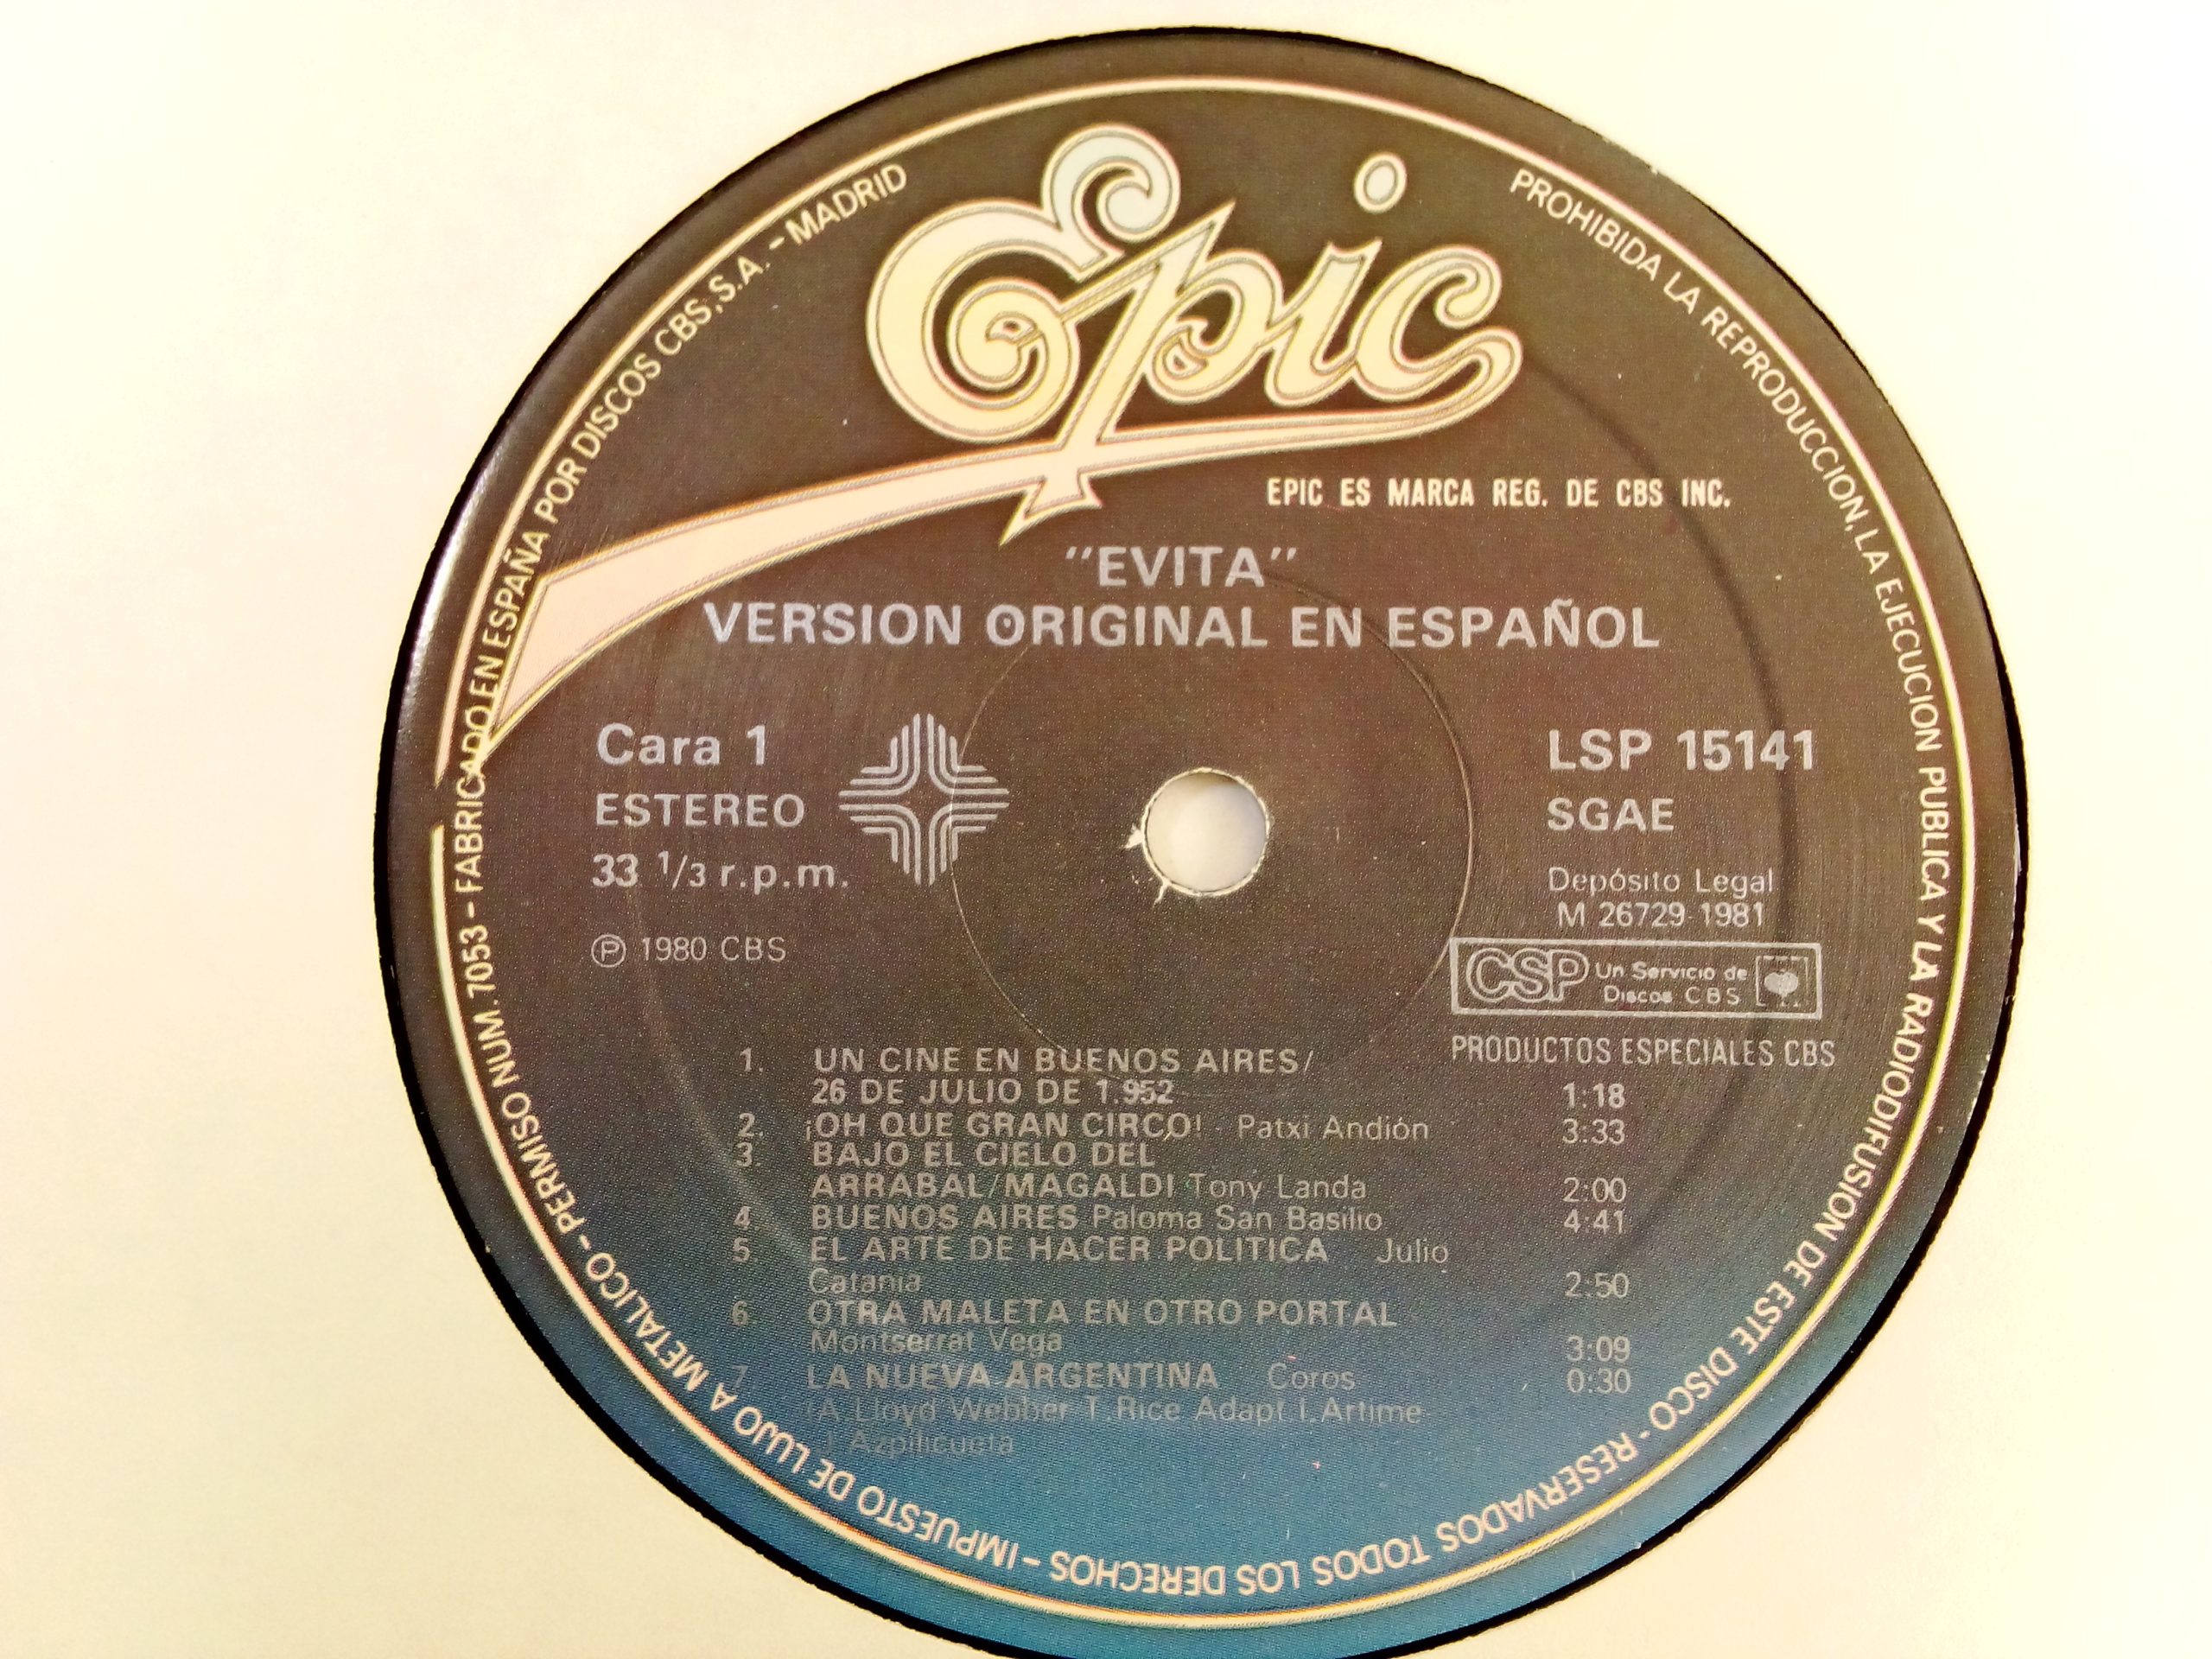 Epic
EPIC ES MARCA REG. DE CBS INC.
"EVITA"
VERSION ORIGINAL EN ESPAÑOL
Cara 1
ESTEREO
33 1/3 r.p.m.
Ⓟ 1980 CBS
LSP 15141
SGAE
Depósito Legal
M 26729-1981
CSP Un Servicio de
Discos CBS
PRODUCTOS ESPECIALES CBS
1. UN CINE EN BUENOS AIRES/
26 DE JULIO DE 1.952 1:18
2. ¡OH QUE GRAN CIRCO! - Patxi Andión 3:33
3. BAJO EL CIELO DEL
ARRABAL/MAGALDI Tony Landa 2:00
4. BUENOS AIRES Paloma San Basilio 4:41
5. EL ARTE DE HACER POLITICA Julio
Catania 2:50
6 OTRA MALETA EN OTRO PORTAL
Montserrat Vega 3:09
7 LA NUEVA ARGENTINA Coros 0:30
(A. Lloyd Webber T. Rice Adapt. I. Artime
J. Azpilicueta
PERMISO NUM. 7053 - FABRICADO EN ESPAÑA POR DISCOS CBS, S.A. - MADRID
PROHIBIDA LA REPRODUCCION, LA EJECUCION PUBLICA Y LA RADIODIFUSION DE ESTE DISCO - RESERVADOS TODOS LOS DERECHOS - IMPUESTO DE LUJO A METALICO -